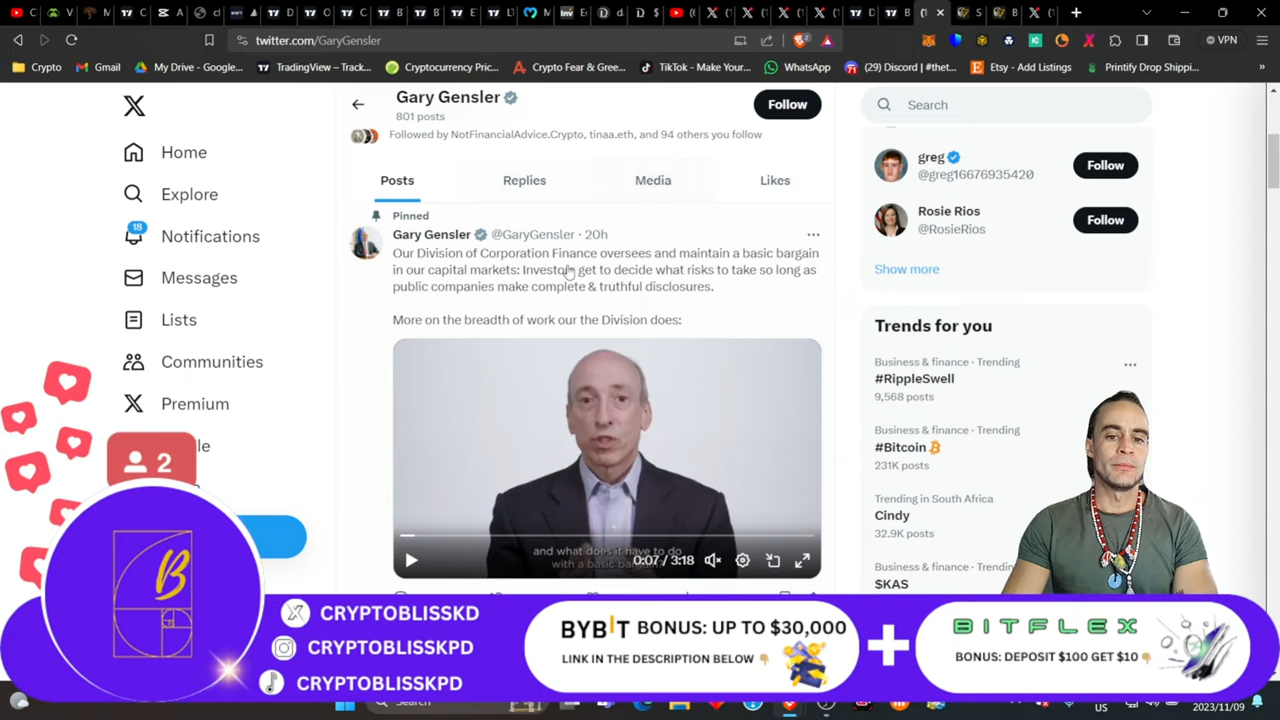 twitter.com/GaryGensler
VPN
Crypto
Gmail
My Drive - Google...
TradingView – Track...
Cryptocurrency Pric...
Crypto Fear & Gree...
TikTok - Make Your...
WhatsApp
(29) Discord | #thet...
Etsy - Add Listings
Printify Drop Shippi...
»
Gary Gensler
801 posts
Follow
Followed by NotFinancialAdvice.Crypto, tinaa.eth, and 94 others you follow
Posts
Replies
Media
Likes
Pinned
Gary Gensler @GaryGensler · 20h
Our Division of Corporation Finance oversees and maintain a basic bargain
in our capital markets: Investors get to decide what risks to take so long as
public companies make complete & truthful disclosures.
More on the breadth of work our the Division does:
and what does it have to do
with a basic bargain?
0:07 / 3:18
Home
Explore
18
Notifications
Messages
Lists
Communities
Premium
2
Search
greg
@greg16676935420
Follow
Rosie Rios
@RosieRios
Follow
Show more
Trends for you
Business & finance · Trending
#RippleSwell
9,568 posts
Business & finance · Trending
#Bitcoin
231K posts
Trending in South Africa
Cindy
32.9K posts
Business & finance · Trending
$KAS
B
CRYPTOBLISSKD
CRYPTOBLISSKPD
CRYPTOBLISSKPD
BYBIT BONUS: UP TO $30,000
LINK IN THE DESCRIPTION BELOW
+
BITFLEX
BONUS: DEPOSIT $100 GET $10
Search
US
2023/11/09